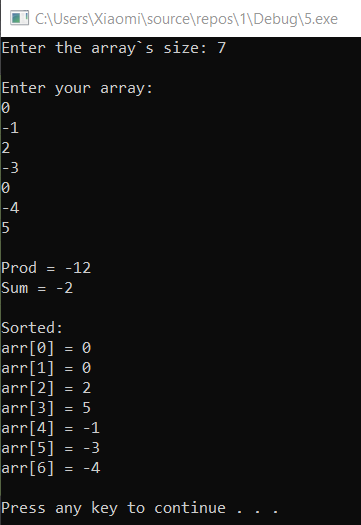 C:\Users\Xiaomi\source\repos\1\Debug\5.exe
Enter the array`s size: 7
Enter your array:
0
-1
2
-3
0
-4
5
Prod = -12
Sum = -2
Sorted:
arr[0] = 0
arr[1] = 0
arr[2] = 2
arr[3] = 5
arr[4] = -1
arr[5] = -3
arr[6] = -4
Press any key to continue . . .